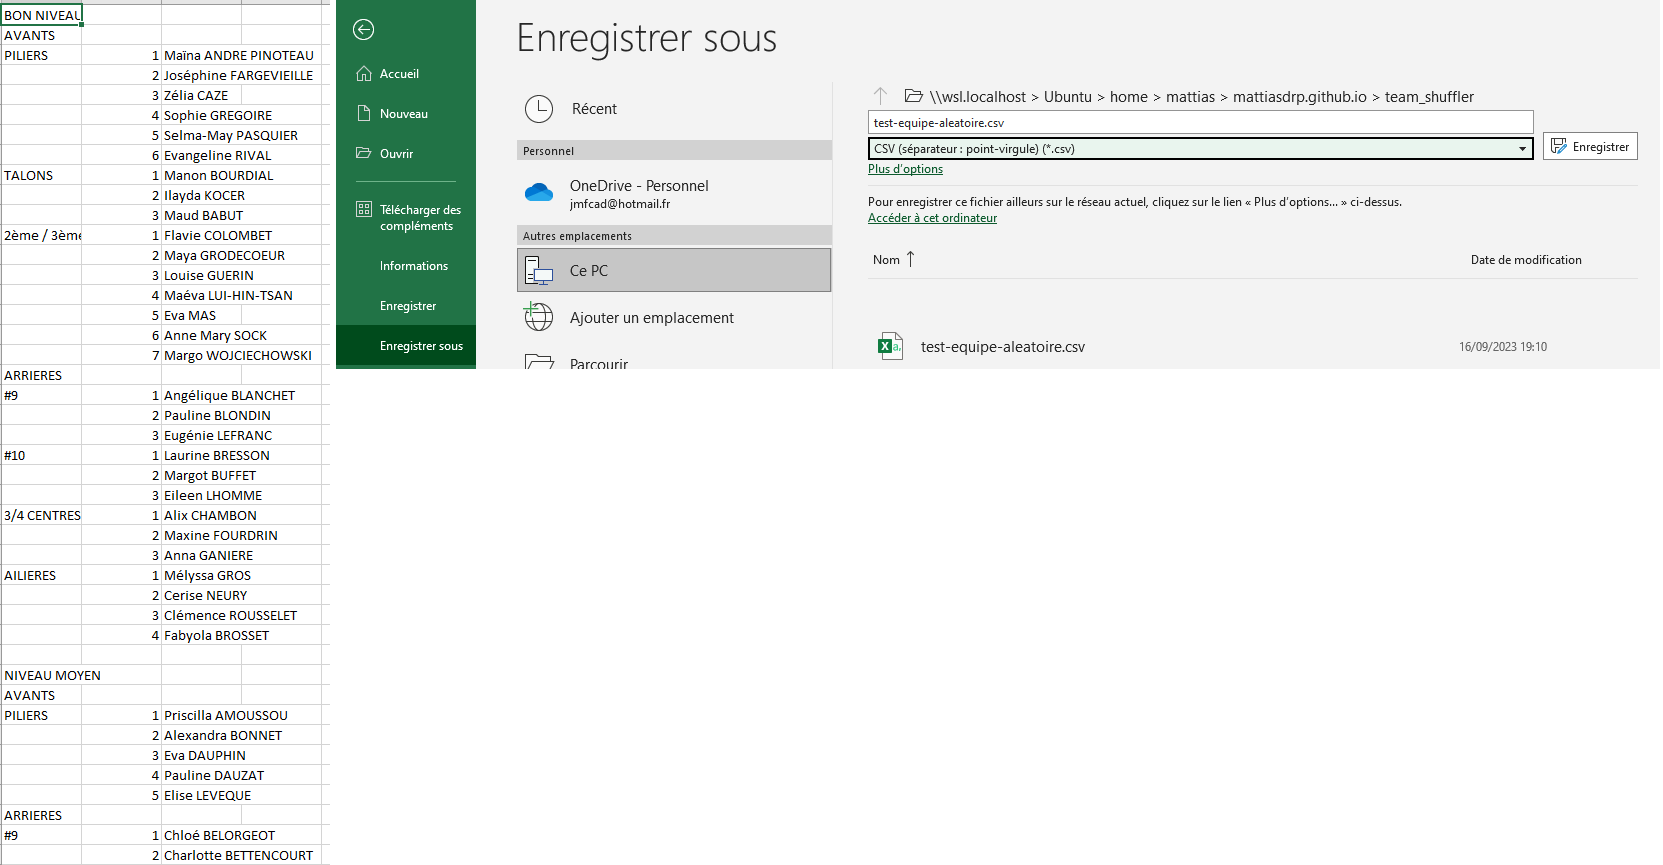 BON NIVEAU
AVANTS
PILIERS 1 Maïna ANDRE PINOTEAU
2 Joséphine FARGEVIEILLE
3 Zélia CAZE
4 Sophie GREGOIRE
5 Selma-May PASQUIER
6 Evangeline RIVAL
TALONS 1 Manon BOURDIAL
2 Ilayda KOCER
3 Maud BABUT
2ème / 3ème 1 Flavie COLOMBET
2 Maya GRODECOEUR
3 Louise GUERIN
4 Maéva LUI-HIN-TSAN
5 Eva MAS
6 Anne Mary SOCK
7 Margo WOJCIECHOWSKI
ARRIERES
#9 1 Angélique BLANCHET
2 Pauline BLONDIN
3 Eugénie LEFRANC
#10 1 Laurine BRESSON
2 Margot BUFFET
3 Eileen LHOMME
3/4 CENTRES 1 Alix CHAMBON
2 Maxine FOURDRIN
3 Anna GANIERE
AILIERES 1 Mélyssa GROS
2 Cerise NEURY
3 Clémence ROUSSELET
4 Fabyola BROSSET
NIVEAU MOYEN
AVANTS
PILIERS 1 Priscilla AMOUSSOU
2 Alexandra BONNET
3 Eva DAUPHIN
4 Pauline DAUZAT
5 Elise LEVEQUE
ARRIERES
#9 1 Chloé BELORGEOT
2 Charlotte BETTENCOURT
Accueil
Nouveau
Ouvrir
Télécharger des
compléments
Informations
Enregistrer
Enregistrer sous
Enregistrer sous
Récent
Personnel
OneDrive - Personnel
jmfcad@hotmail.fr
Autres emplacements
Ce PC
Ajouter un emplacement
Parcourir
\\wsl.localhost > Ubuntu > home > mattias > mattiasdrp.github.io > team_shuffler
test-equipe-aleatoire.csv
CSV (séparateur : point-virgule) (*.csv)
Enregistrer
Plus d'options
Pour enregistrer ce fichier ailleurs sur le réseau actuel, cliquez sur le lien « Plus d'options... » ci-dessus.
Accéder à cet ordinateur
Nom ↑ Date de modification
test-equipe-aleatoire.csv 16/09/2023 19:10